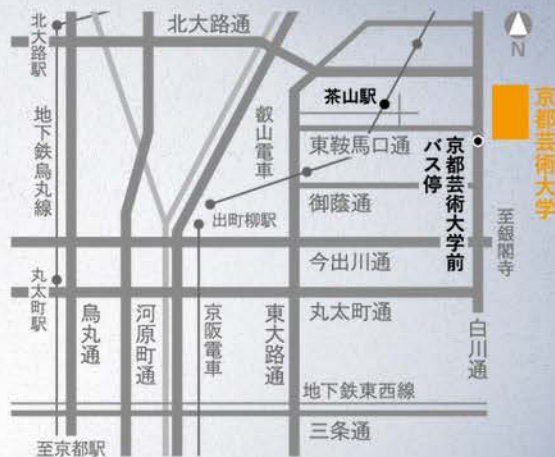 北大路通
北大路駅
N
茶山駅
京都芸術大学
地下鉄烏丸線
叡山電車
東鞍馬口通
京都芸術大学前
バス停
出町柳駅
御蔭通
至銀閣寺
今出川通
丸太町駅
烏丸通
河原町通
京阪電車
東大路通
丸太町通
白川通
地下鉄東西線
三条通
至京都駅